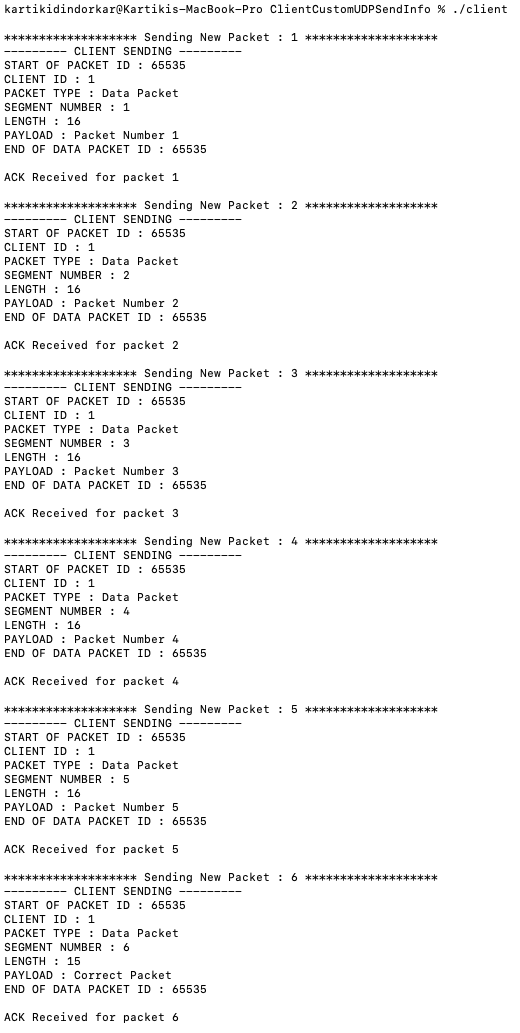 kartikidindorkar@Kartikis-MacBook-Pro ClientCustomUDPSendInfo % ./client
******************* Sending New Packet : 1 *******************
--------- CLIENT SENDING ---------
START OF PACKET ID : 65535
CLIENT ID : 1
PACKET TYPE : Data Packet
SEGMENT NUMBER : 1
LENGTH : 16
PAYLOAD : Packet Number 1
END OF DATA PACKET ID : 65535
ACK Received for packet 1
******************* Sending New Packet : 2 *******************
--------- CLIENT SENDING ---------
START OF PACKET ID : 65535
CLIENT ID : 1
PACKET TYPE : Data Packet
SEGMENT NUMBER : 2
LENGTH : 16
PAYLOAD : Packet Number 2
END OF DATA PACKET ID : 65535
ACK Received for packet 2
******************* Sending New Packet : 3 *******************
--------- CLIENT SENDING ---------
START OF PACKET ID : 65535
CLIENT ID : 1
PACKET TYPE : Data Packet
SEGMENT NUMBER : 3
LENGTH : 16
PAYLOAD : Packet Number 3
END OF DATA PACKET ID : 65535
ACK Received for packet 3
******************* Sending New Packet : 4 *******************
--------- CLIENT SENDING ---------
START OF PACKET ID : 65535
CLIENT ID : 1
PACKET TYPE : Data Packet
SEGMENT NUMBER : 4
LENGTH : 16
PAYLOAD : Packet Number 4
END OF DATA PACKET ID : 65535
ACK Received for packet 4
******************* Sending New Packet : 5 *******************
--------- CLIENT SENDING ---------
START OF PACKET ID : 65535
CLIENT ID : 1
PACKET TYPE : Data Packet
SEGMENT NUMBER : 5
LENGTH : 16
PAYLOAD : Packet Number 5
END OF DATA PACKET ID : 65535
ACK Received for packet 5
******************* Sending New Packet : 6 *******************
--------- CLIENT SENDING ---------
START OF PACKET ID : 65535
CLIENT ID : 1
PACKET TYPE : Data Packet
SEGMENT NUMBER : 6
LENGTH : 15
PAYLOAD : Correct Packet
END OF DATA PACKET ID : 65535
ACK Received for packet 6